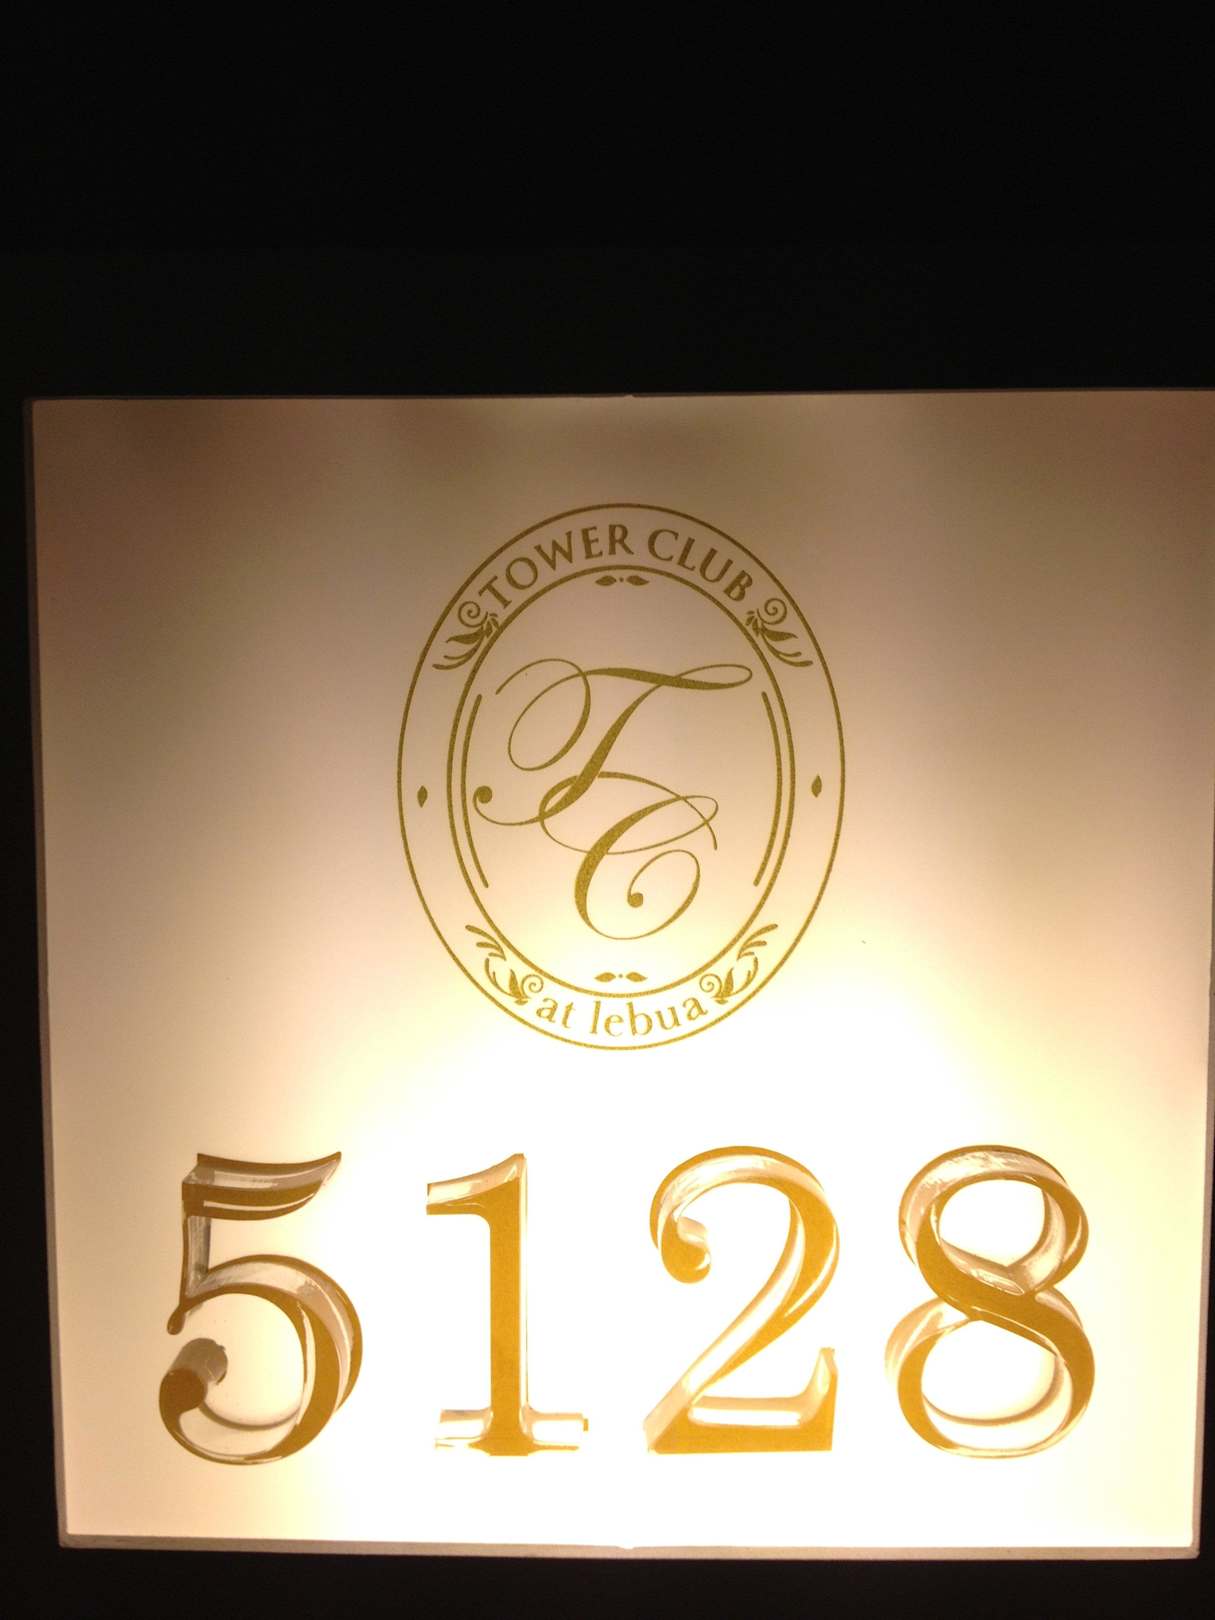 TOWER CLUB
TC
at lebua
5128